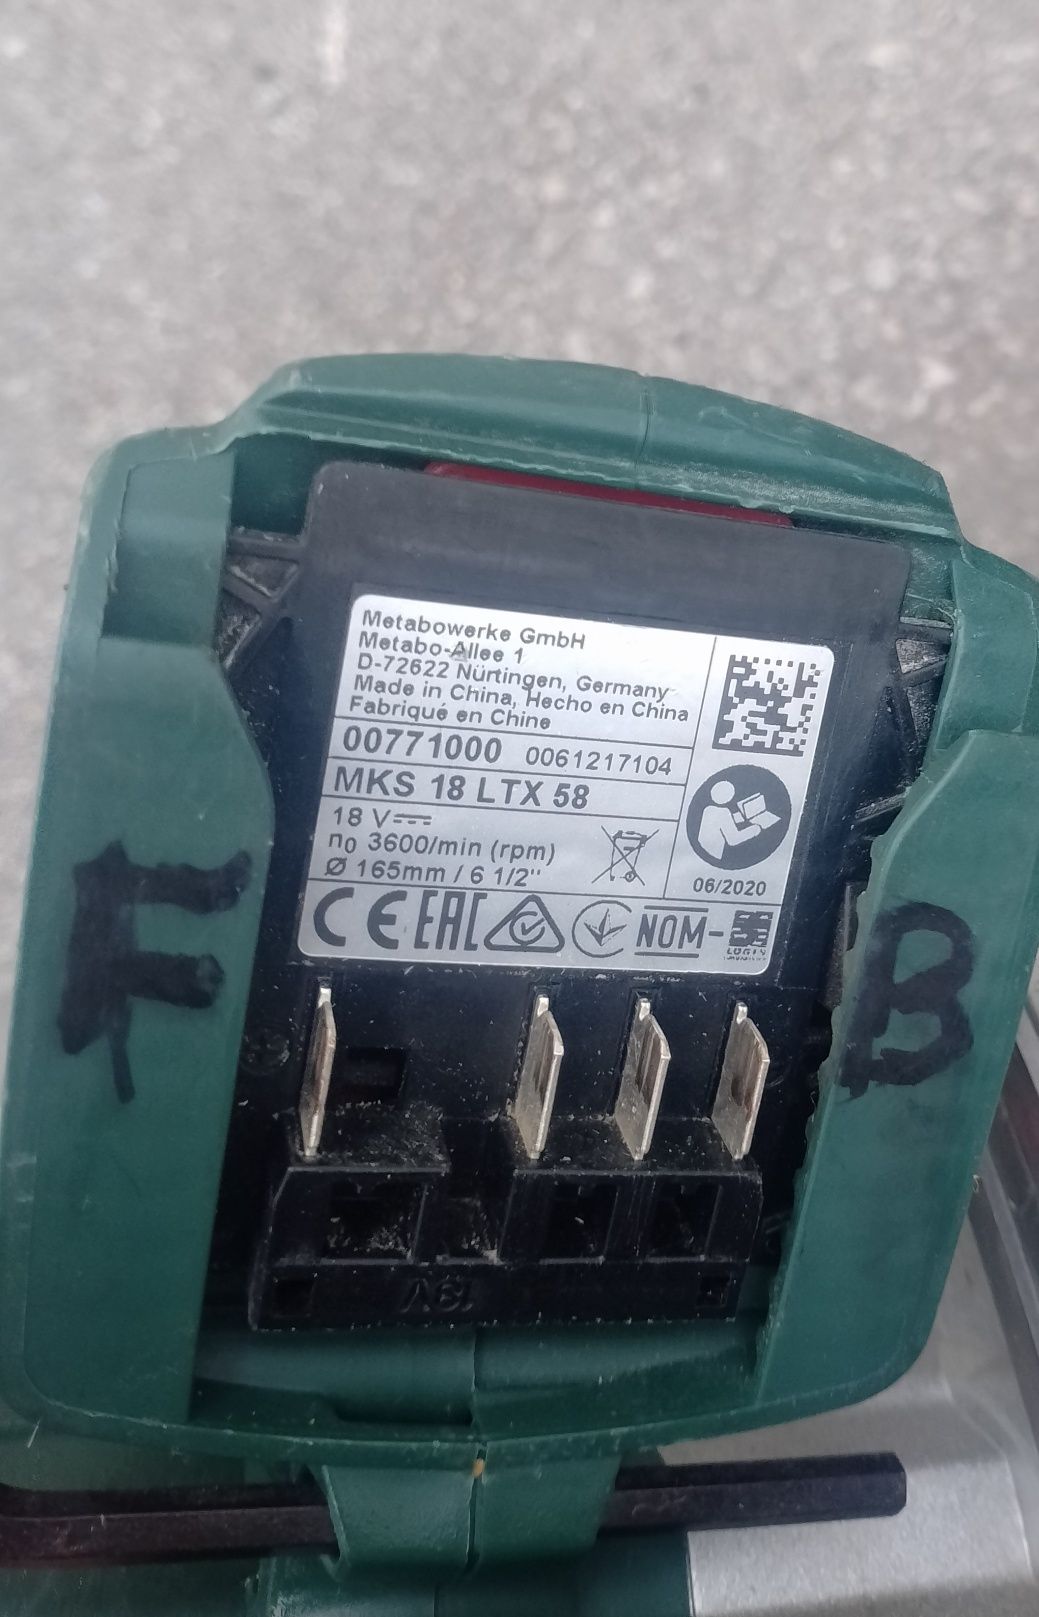 Metabowerke GmbH
Metabo-Allee 1
D-72622 Nürtingen, Germany
Made in China, Hecho en China
Fabriqué en Chine
00771000 0061217104
MKS 18 LTX 58
18 V
n0 3600/min (rpm)
Ø 165mm / 6 1/2"
06/2020
CE EAC NOM-
F
B
18V